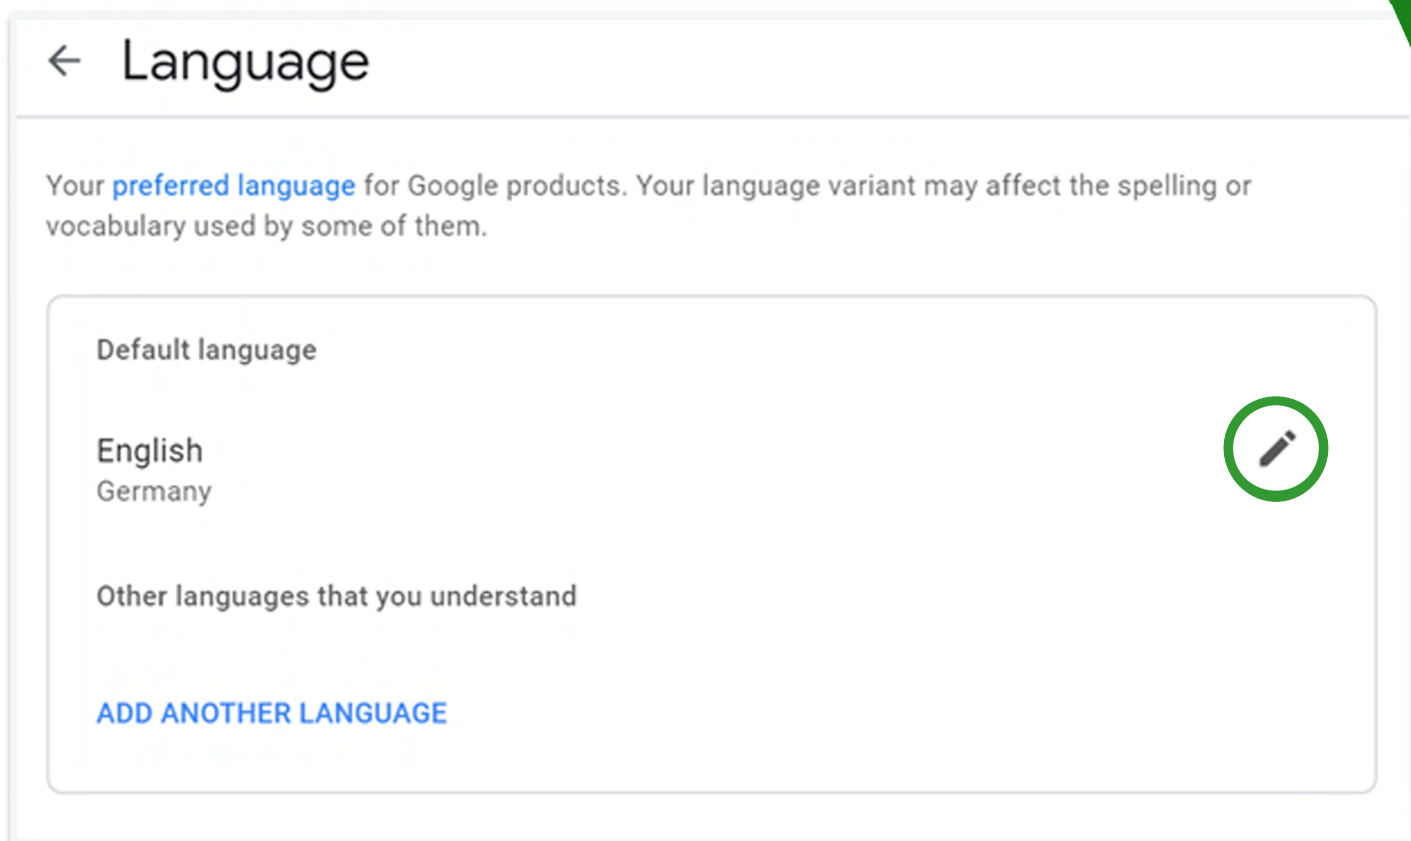 Language
Your preferred language for Google products. Your language variant may affect the spelling or
vocabulary used by some of them.
Default language
English
Germany
Other languages that you understand
ADD ANOTHER LANGUAGE